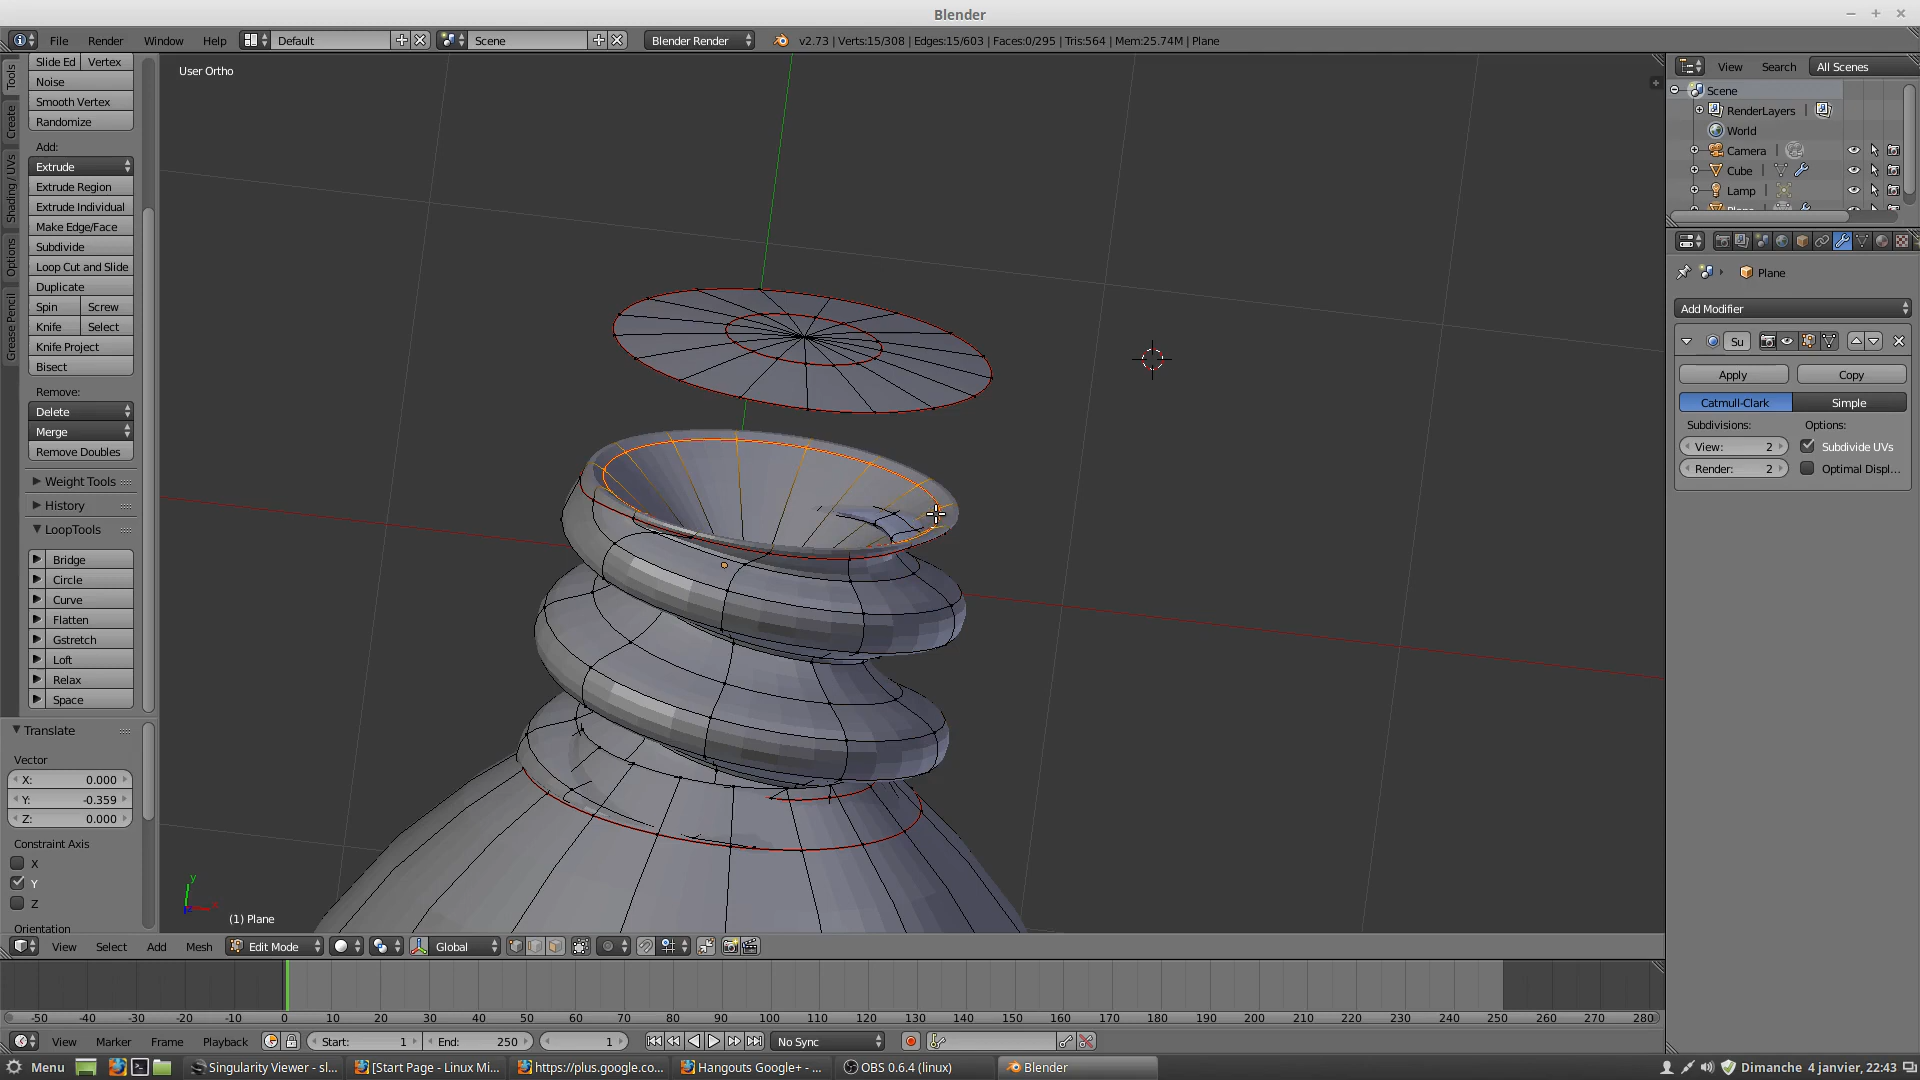 Blender
File Render Window Help Default Scene Blender Render v2.73 | Verts:15/308 | Edges:15/603 | Faces:0/295 | Tris:564 | Mem:25.74M | Plane
User Ortho
Tools
Create
Shading / UVs
Options
Grease Pencil
Slide Ed Vertex
Noise
Smooth Vertex
Randomize
Add:
Extrude
Extrude Region
Extrude Individual
Make Edge/Face
Subdivide
Loop Cut and Slide
Duplicate
Spin Screw
Knife Select
Knife Project
Bisect
Remove:
Delete
Merge
Remove Doubles
Weight Tools
History
LoopTools
Bridge
Circle
Curve
Flatten
Gstretch
Loft
Relax
Space
Translate
Vector
X: 0.000
Y: -0.359
Z: 0.000
Constraint Axis
X
Y
Z
Orientation
y
x
(1) Plane
View Select Add Mesh Edit Mode Global
View Search All Scenes
Scene
RenderLayers
World
Camera
Cube
Lamp
Plane
Add Modifier
Su
Apply Copy
Catmull-Clark Simple
Subdivisions: Options:
View: 2 Subdivide UVs
Render: 2 Optimal Displ...
-50 -40 -30 -20 -10 0 10 20 30 40 50 60 70 80 90 100 110 120 130 140 150 160 170 180 190 200 210 220 230 240 250 260 270 280
View Marker Frame Playback Start: 1 End: 250 1 No Sync
Menu Singularity Viewer - sl... [Start Page - Linux Mi... https://plus.google.co... Hangouts Google+ - ... OBS 0.6.4 (linux) Blender Dimanche 4 janvier, 22:43